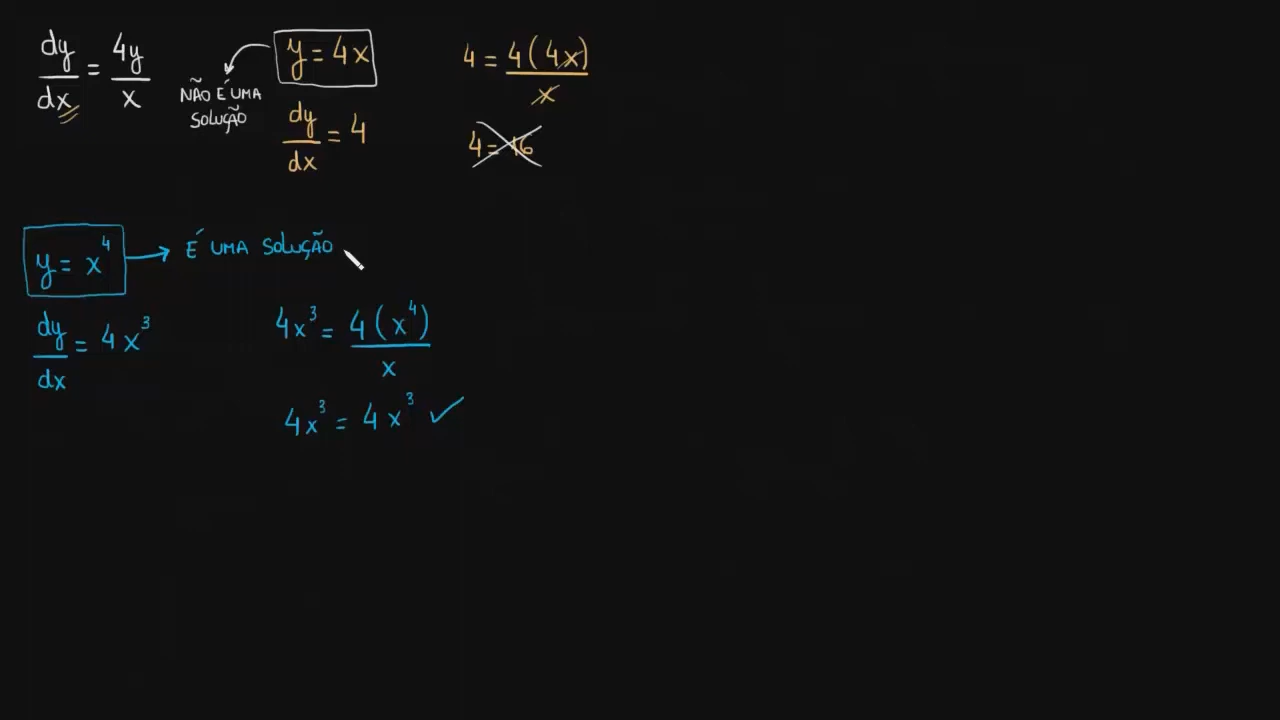 dy/dx = 4y/x
NÃO É UMA
SOLUÇÃO
y = 4x
dy/dx = 4
4 = 4(4x)/x
4 = 16
y = x⁴ → É UMA SOLUÇÃO
dy/dx = 4x³
4x³ = 4(x⁴)/x
4x³ = 4x³ ✓